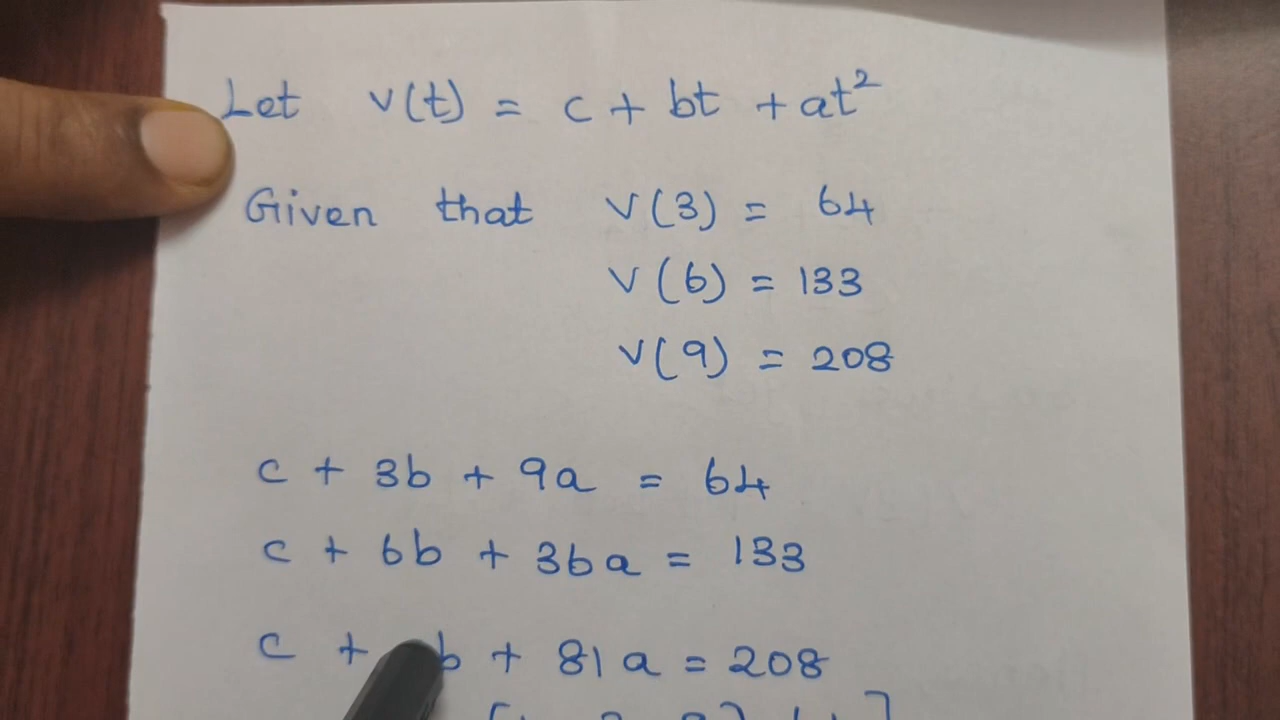 Let v(t) = c + bt + at²
Given that v(3) = 64
v(6) = 133
v(9) = 208
c + 3b + 9a = 64
c + 6b + 36a = 133
c + b + 81a = 208